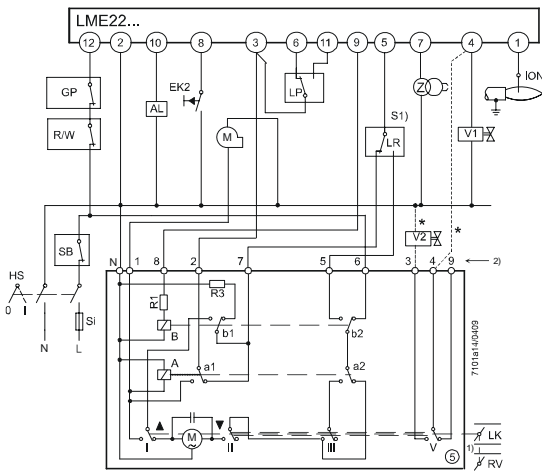 LME22...
12 2 10 8 3 6 11 9 5 7 4 1
GP
EK2
AL
LP
Z
ION
R/W
M
S1)
LR
V1
*
*
V2
SB
N 1 8 2 7 5 6 3 4 9 2)
HS
0 I
Si
N L
R1
R3
B
b1
b2
A
a1
a2
7101a14/0409
M
I II III V
1)
LK
5
RV